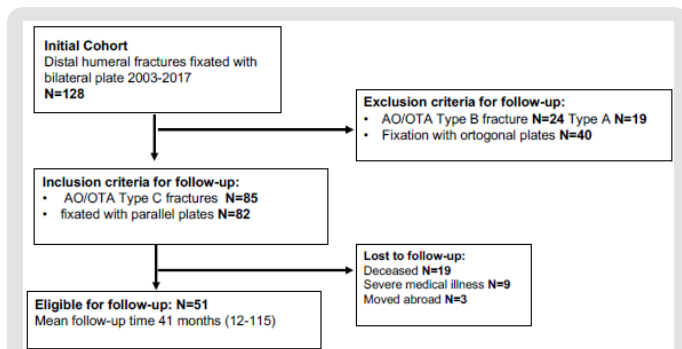 Initial Cohort
Distal humeral fractures fixated with
bilateral plate 2003-2017
N=128
Exclusion criteria for follow-up:
• AO/OTA Type B fracture N=24 Type A N=19
• Fixation with ortogonal plates N=40
Inclusion criteria for follow-up:
• AO/OTA Type C fractures N=85
• fixated with parallel plates N=82
Lost to follow-up:
Deceased N=19
Severe medical illness N=9
Moved abroad N=3
Eligible for follow-up: N=51
Mean follow-up time 41 months (12-115)